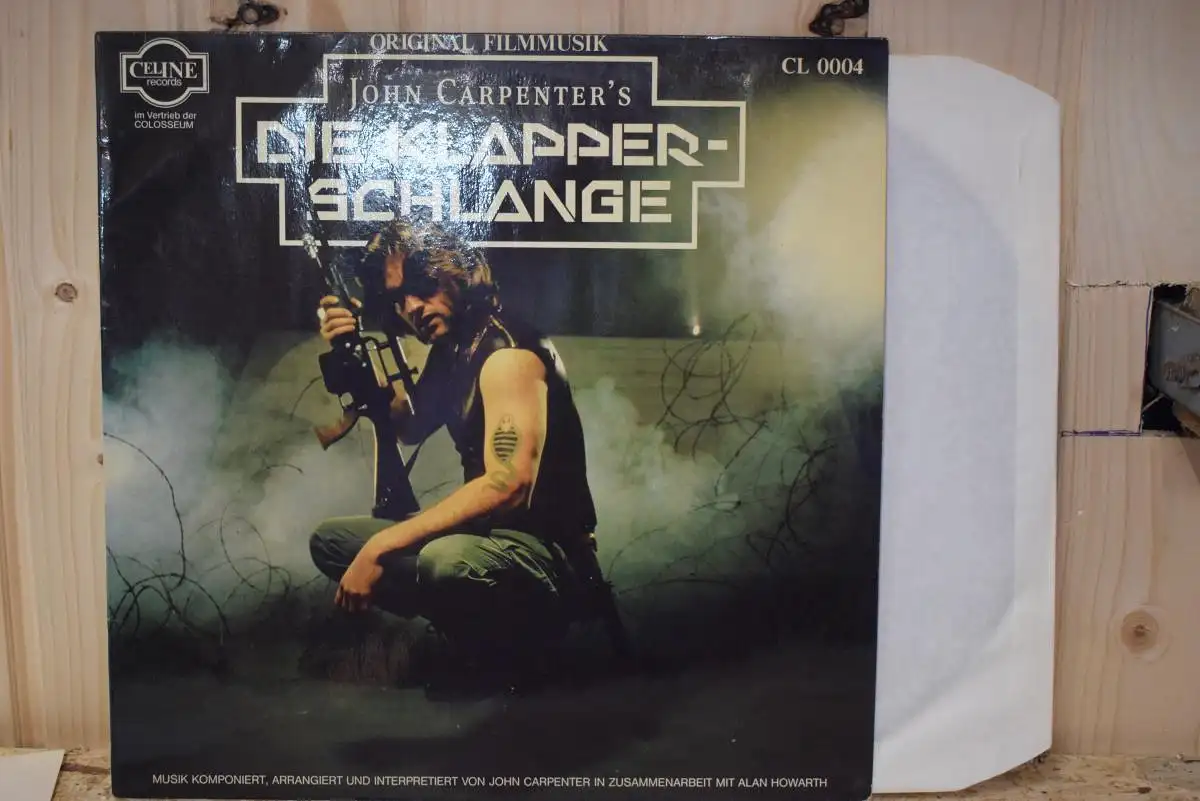 ORIGINAL FILMMUSIK
CELINE
records
im Vertrieb der
COLOSSEUM
CL 0004
JOHN CARPENTER'S
DIE KLAPPER-
SCHLANGE
MUSIK KOMPONIERT, ARRANGIERT UND INTERPRETIERT VON JOHN CARPENTER IN ZUSAMMENARBEIT MIT ALAN HOWARTH